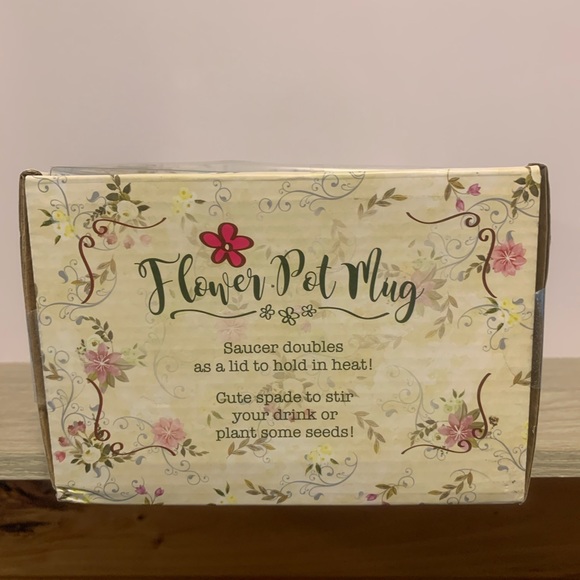 Flower Pot Mug
Saucer doubles
as a lid to hold in heat!
Cute spade to stir
your drink or
plant some seeds!